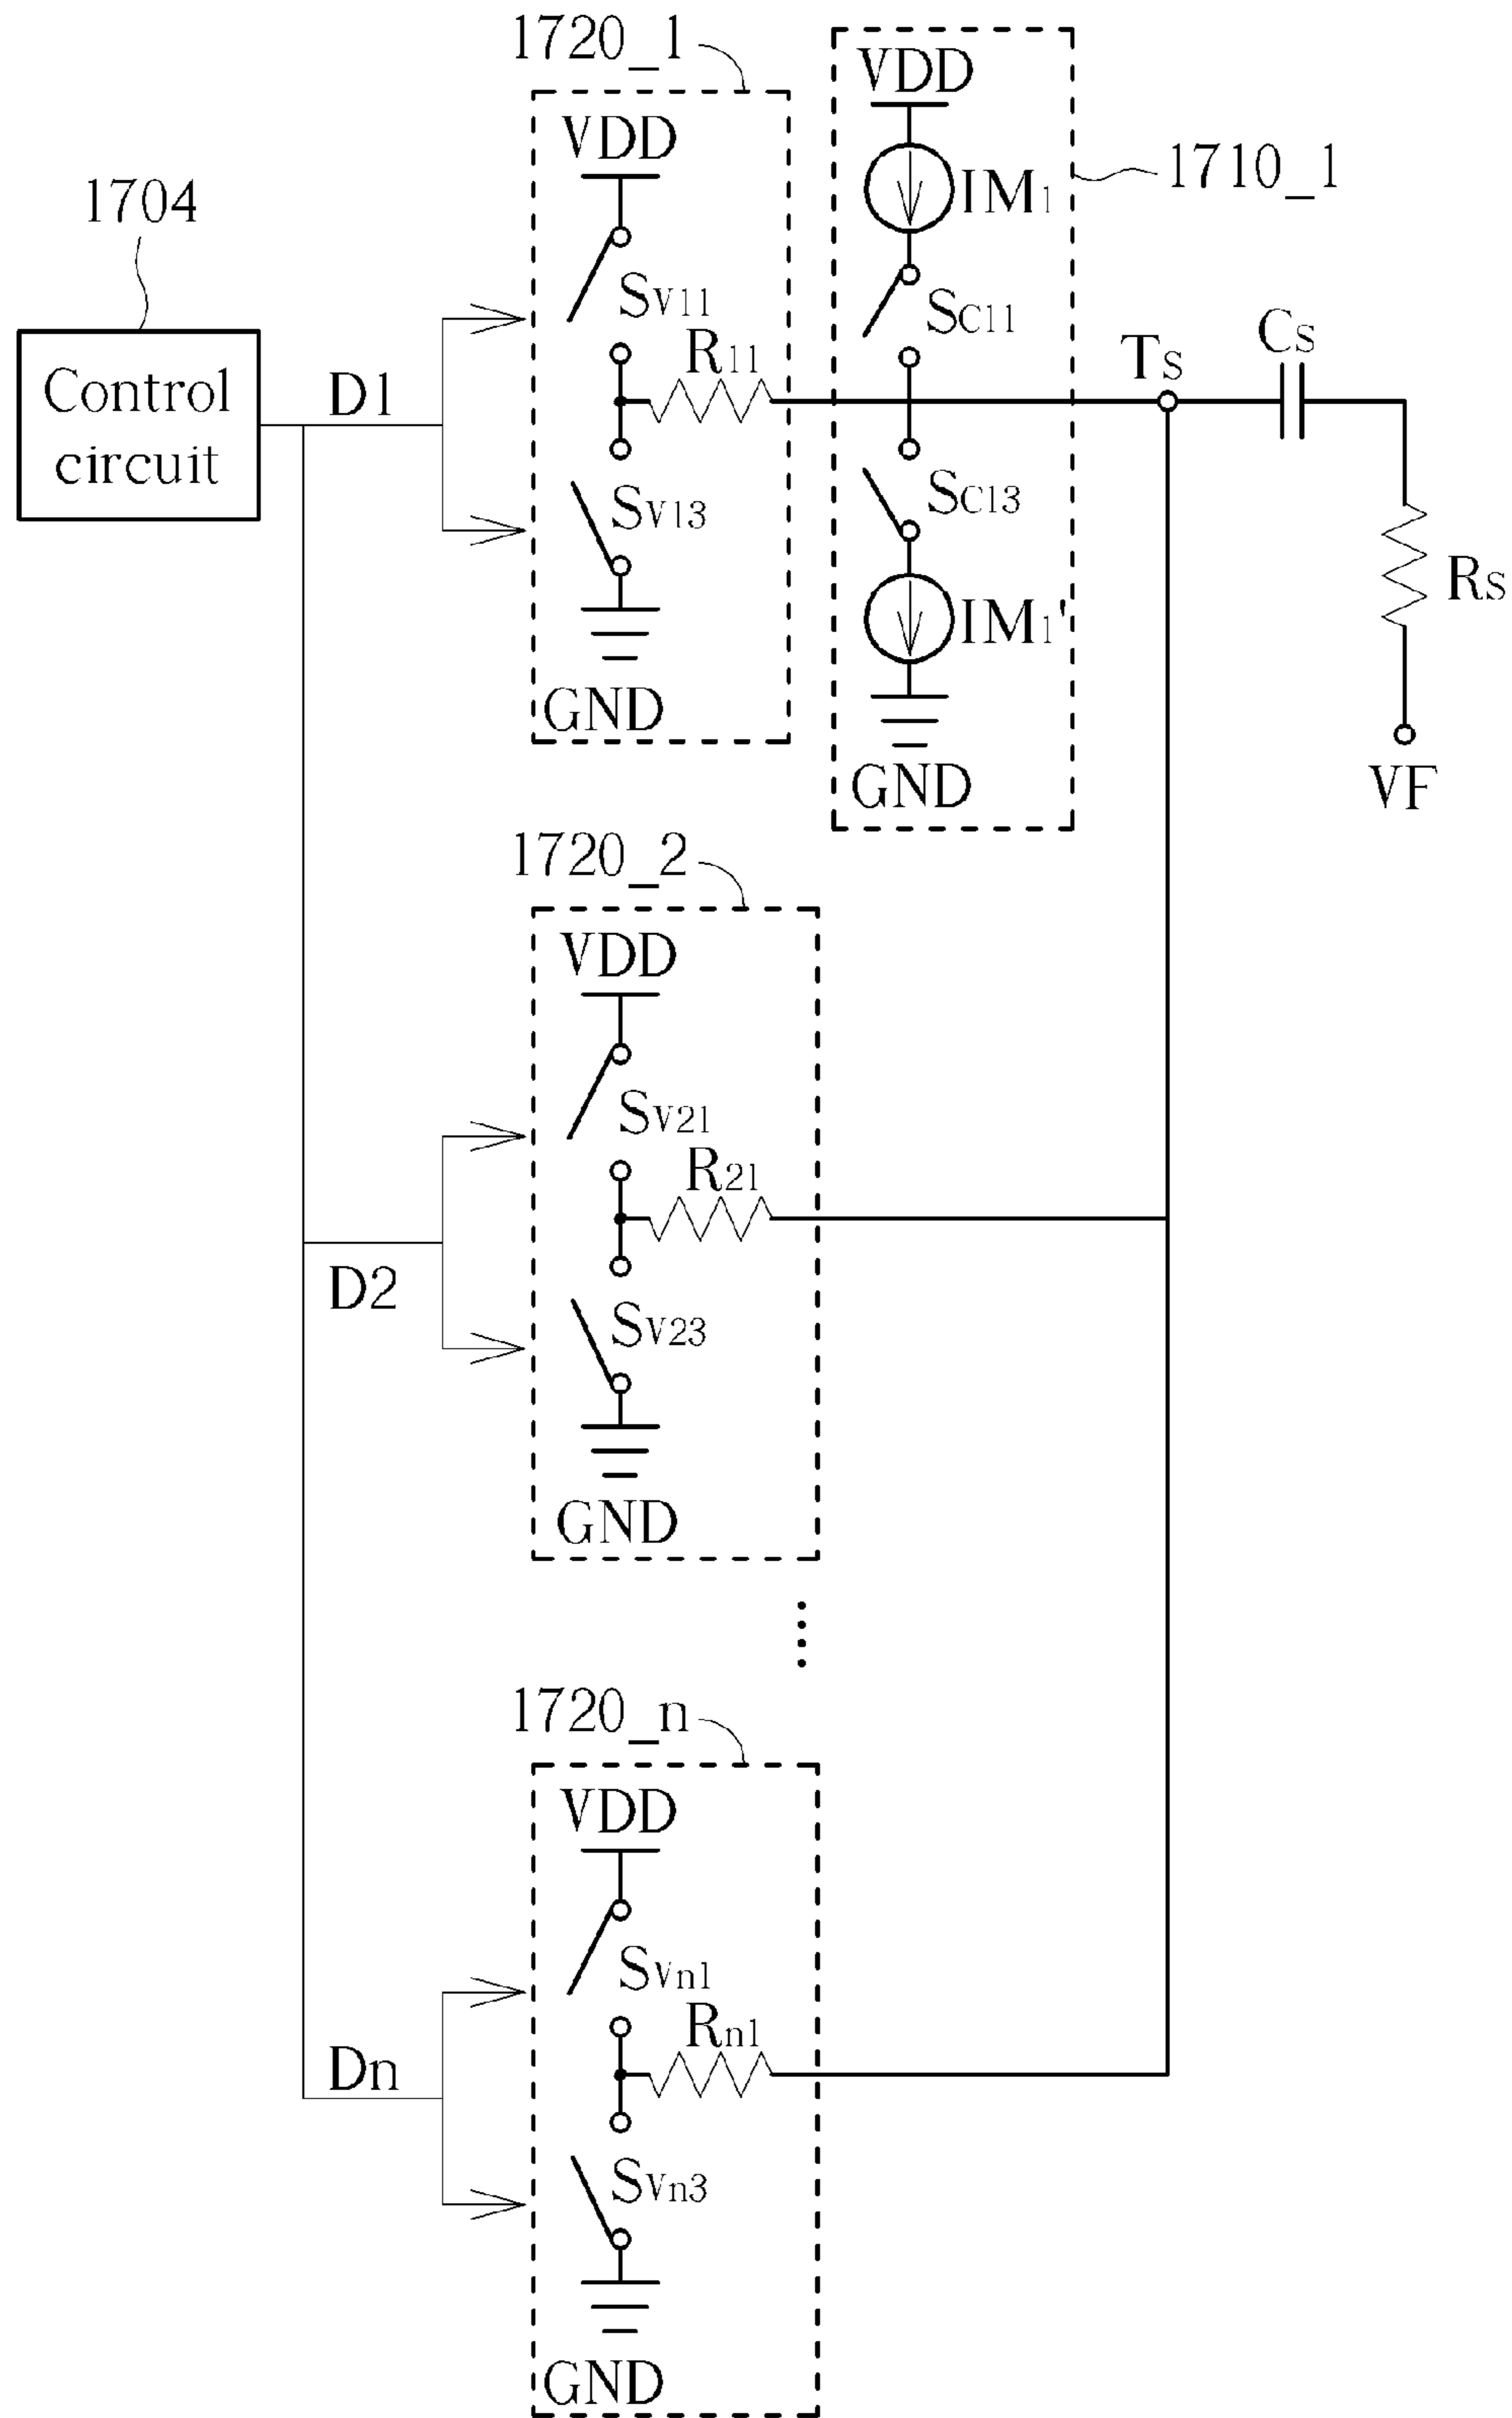 1720_1
VDD
1710_1
1704
VDD
IM1
SV11
SC11
R11
TS
CS
Control
circuit
D1
SV13
SC13
RS
IM1'
GND
GND
VF
1720_2
VDD
SV21
R21
D2
SV23
GND
1720_n
VDD
SVn1
Rn1
Dn
SVn3
GND